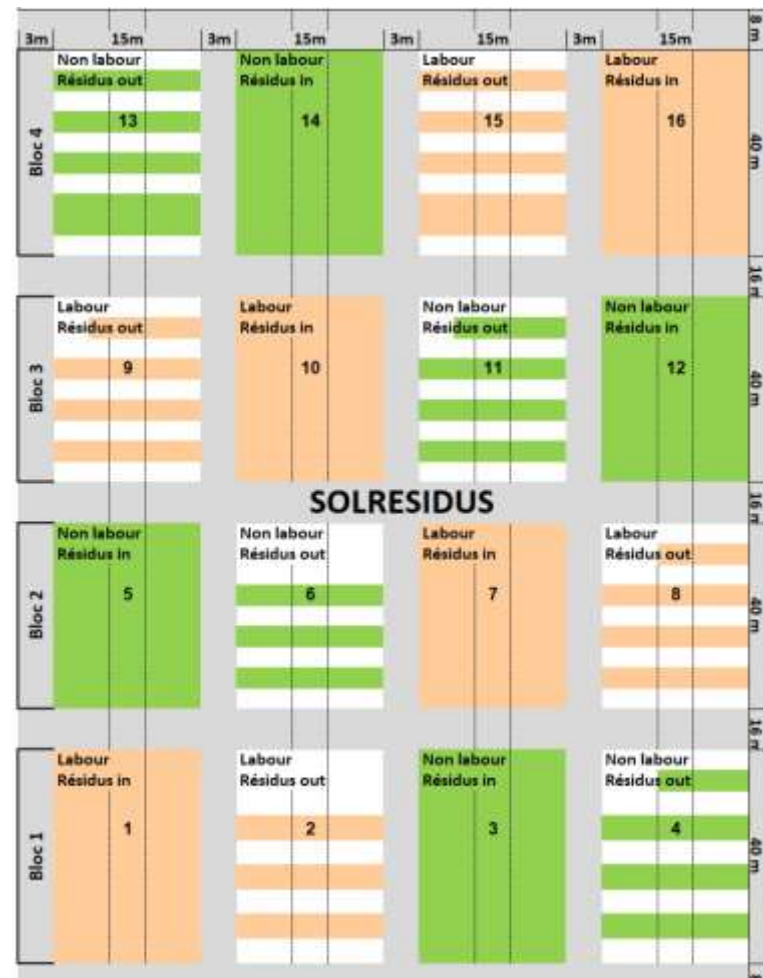 8 m
3m 15m 3m 15m 3m 15m 3m 15m
Bloc 4
Non labour
Résidus out
13
Non labour
Résidus in
14
Labour
Résidus out
15
Labour
Résidus in
16
40 m
16 m
Bloc 3
Labour
Résidus out
9
Labour
Résidus in
10
Non labour
Résidus out
11
Non labour
Résidus in
12
40 m
SOLRESIDUS
16 m
Bloc 2
Non labour
Résidus in
5
Non labour
Résidus out
6
Labour
Résidus in
7
Labour
Résidus out
8
40 m
16 m
Bloc 1
Labour
Résidus in
1
Labour
Résidus out
2
Non labour
Résidus in
3
Non labour
Résidus out
4
40 m